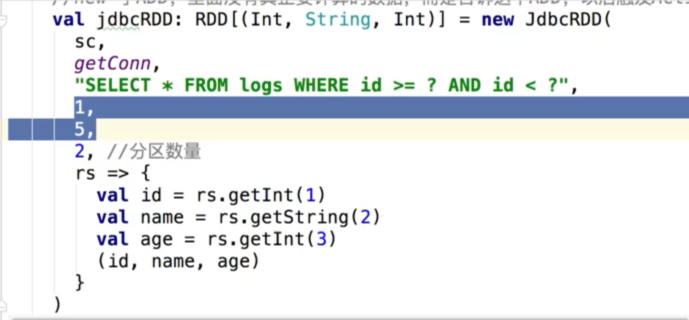 val jdbcRDD: RDD[(Int, String, Int)] = new JdbcRDD(
sc,
getConn,
"SELECT * FROM logs WHERE id >= ? AND id < ?",
1,
5,
2, //分区数量
rs => {
val id = rs.getInt(1)
val name = rs.getString(2)
val age = rs.getInt(3)
(id, name, age)
}
)